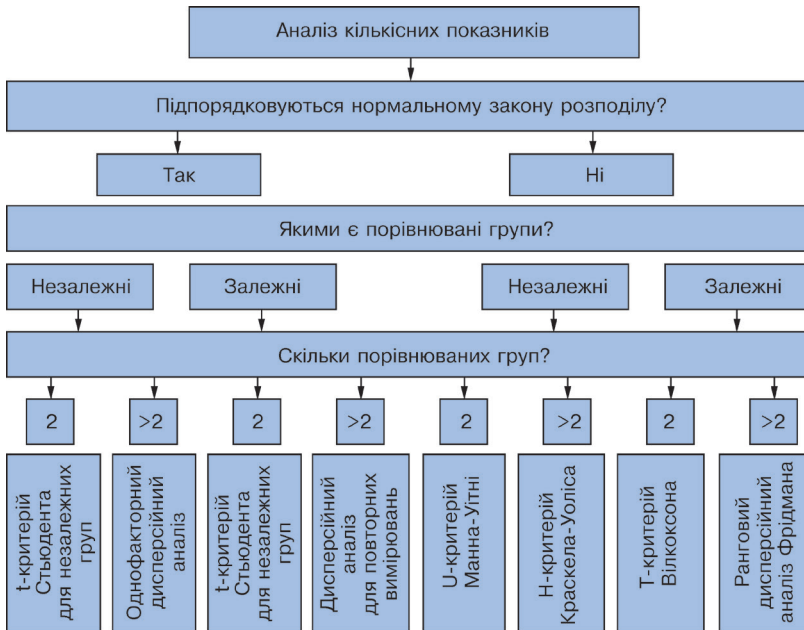 Аналіз кількісних показників
Підпорядковуються нормальному закону розподілу?
Так
Ні
Якими є порівнювані групи?
Незалежні
Залежні
Незалежні
Залежні
Скільки порівнюваних груп?
2
>2
2
>2
2
>2
2
>2
t-критерій
Стьюдента
для незалежних
груп
Однофакторний
дисперсійний
аналіз
t-критерій
Стьюдента
для незалежних
груп
Дисперсійний
аналіз
для повторних
вимірювань
U-критерій
Манна-Уїтні
Н-критерій
Краскела-Уоліса
Т-критерій
Вілкоксона
Ранговий
дисперсійний
аналіз Фрідмана